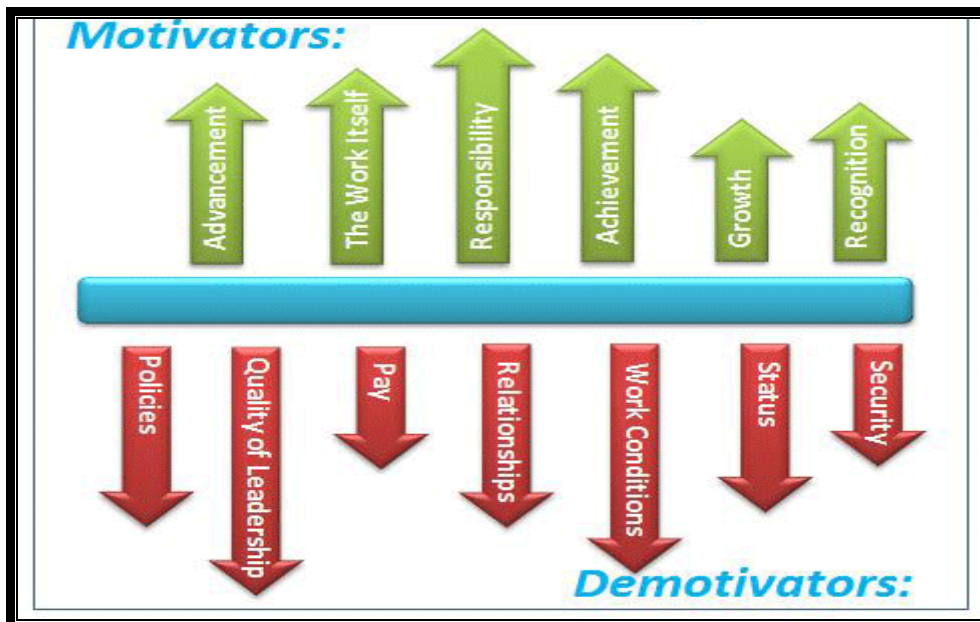 Motivators:
Advancement
The Work Itself
Responsibility
Achievement
Growth
Recognition
Policies
Quality of Leadership
Pay
Relationships
Work Conditions
Status
Security
Demotivators: